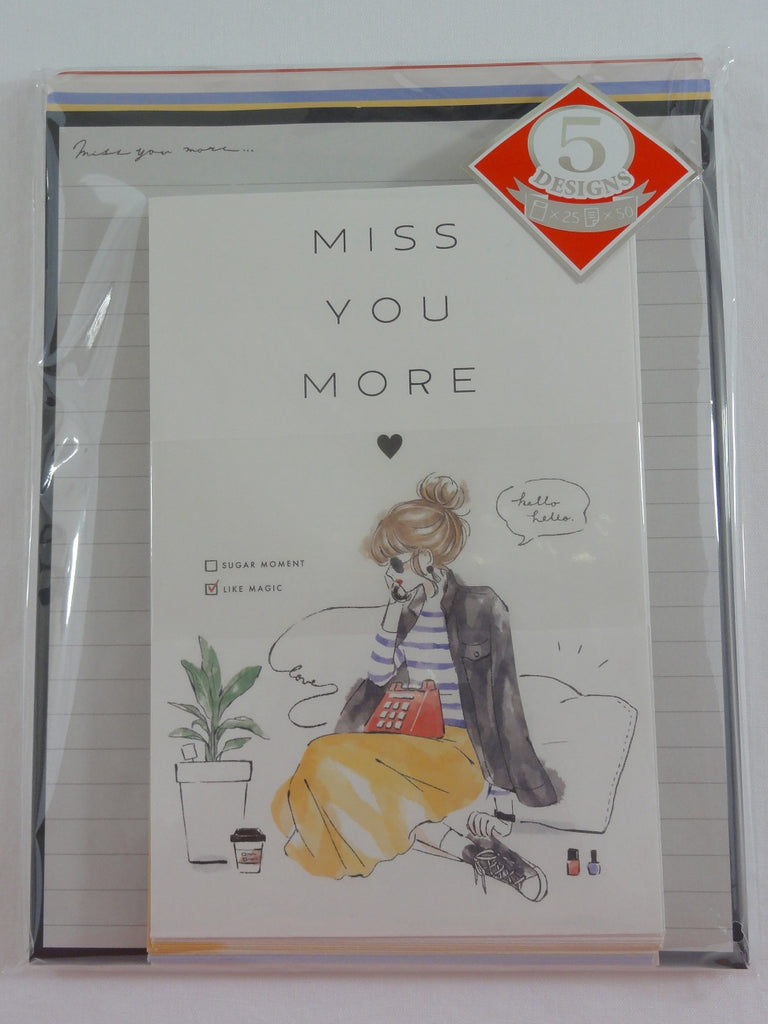 Miss you more...
5
DESIGNS
× 25 × 50
MISS
YOU
MORE
hello
hello.
SUGAR MOMENT
LIKE MAGIC
love